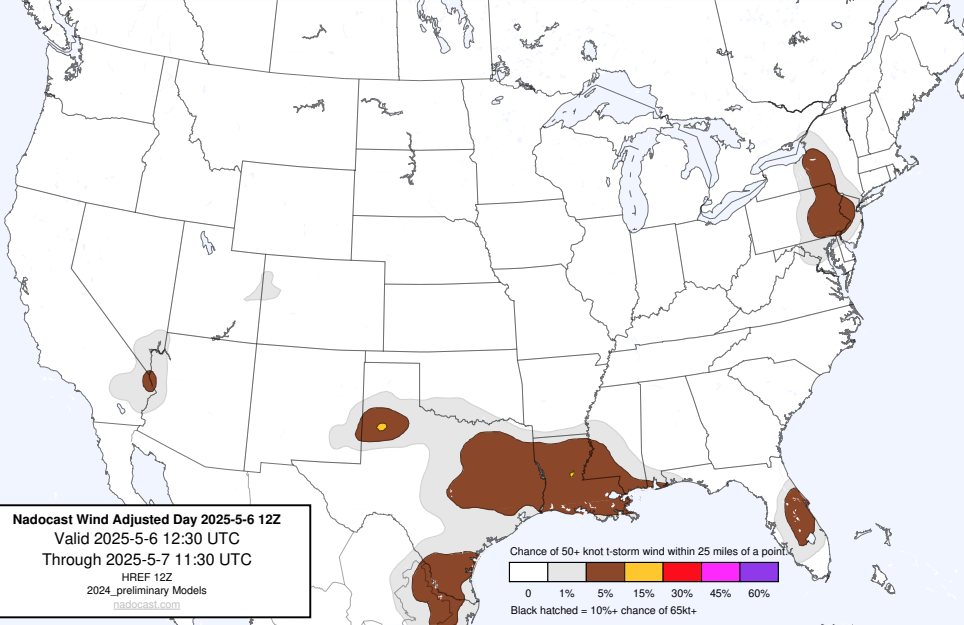 Nadocast Wind Adjusted Day 2025-5-6 12Z
Valid 2025-5-6 12:30 UTC
Through 2025-5-7 11:30 UTC
HREF 12Z
2024_preliminary Models
nadocast.com
Chance of 50+ knot t-storm wind within 25 miles of a point.
0 1% 5% 15% 30% 45% 60%
Black hatched = 10%+ chance of 65kt+